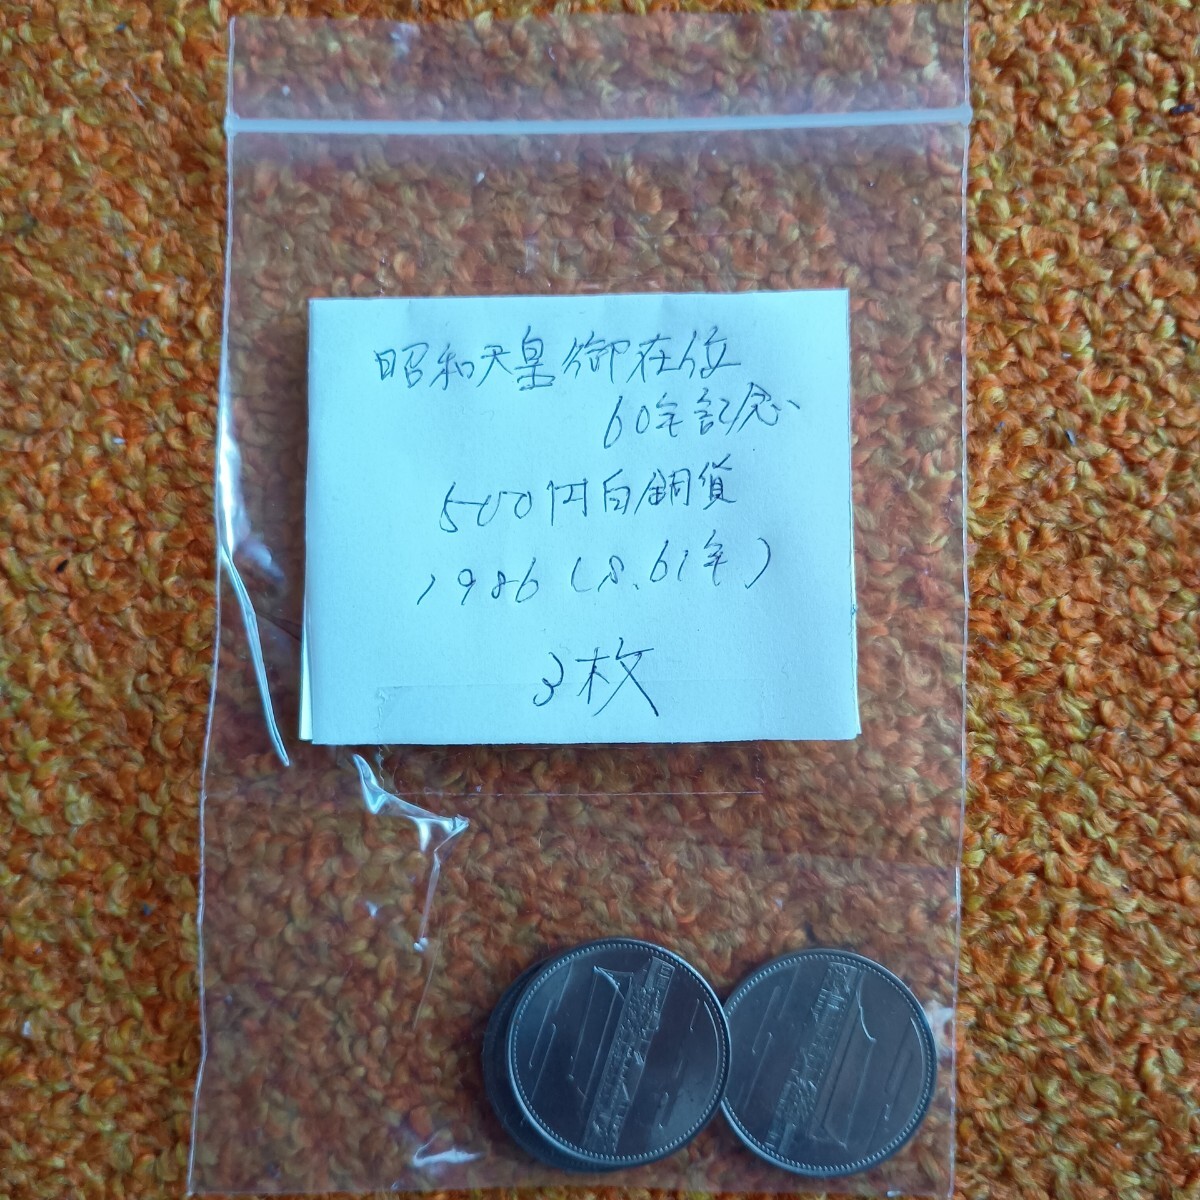 昭和天皇御在位
60年記念
500円白銅貨
1986(S.61年)
3枚